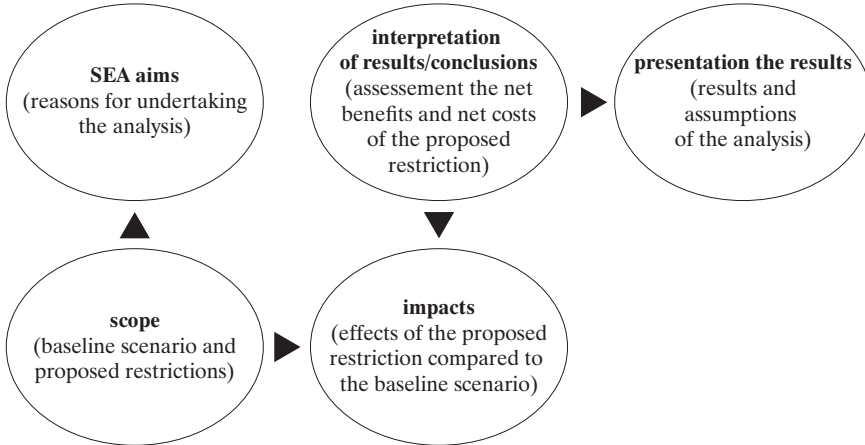 SEA aims
(reasons for undertaking
the analysis)
interpretation
of results/conclusions
(assessement the net
benefits and net costs
of the proposed
restriction)
presentation the results
(results and
assumptions
of the analysis)
scope
(baseline scenario and
proposed restrictions)
impacts
(effects of the proposed
restriction compared to
the baseline scenario)